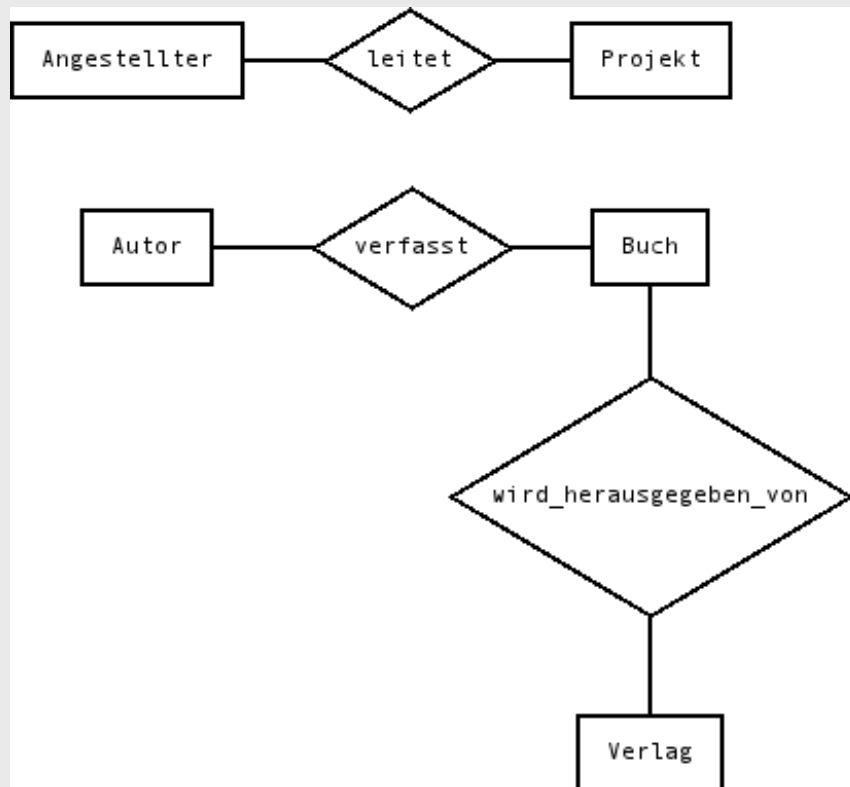 Angestellter leitet Projekt
Autor verfasst Buch
wird_herausgegeben_von
Verlag